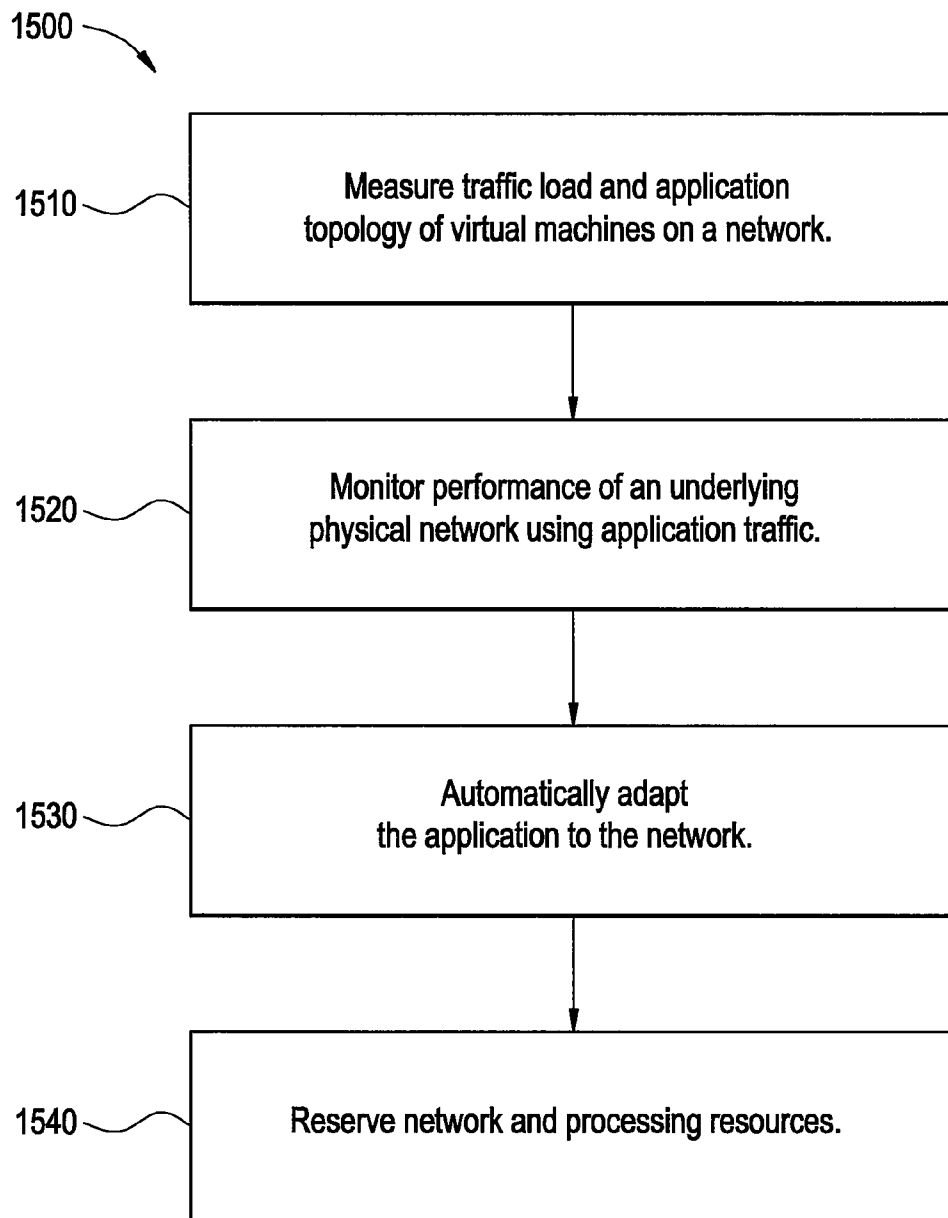 1500
1510
Measure traffic load and application
topology of virtual machines on a network.
1520
Monitor performance of an underlying
physical network using application traffic.
1530
Automatically adapt
the application to the network.
1540
Reserve network and processing resources.